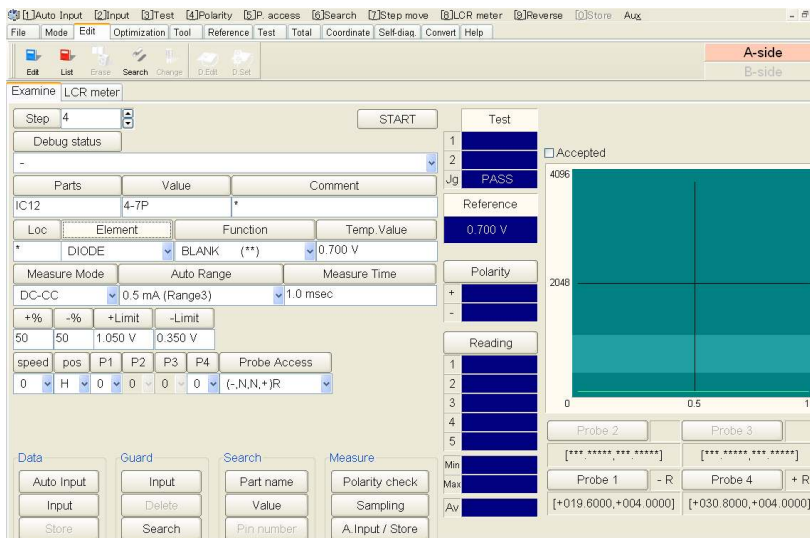 [1]Auto Input [2]Input [3]Test [4]Polarity [5]P. access [6]Search [7]Step move [8]LCR meter [9]Reverse [0]Store Aux
File Mode Edit Optimization Tool Reference Test Total Coordinate Self-diag. Convert Help
Edit List Erase Search Change D.Edit D.Set
A-side
B-side
Examine LCR meter
Step 4 START
Debug status
-
Parts Value Comment
IC12 4-7P *
Loc Element Function Temp.Value
* DIODE BLANK (**) 0.700 V
Measure Mode Auto Range Measure Time
DC-CC 0.5 mA (Range3) 1.0 msec
+% -% +Limit -Limit
50 50 1.050 V 0.350 V
speed pos P1 P2 P3 P4 Probe Access
0 H 0 0 0 0 (-,N,N,+)R
Data
Auto Input
Input
Store
Guard
Input
Delete
Search
Search
Part name
Value
Pin number
Measure
Polarity check
Sampling
A.Input / Store
Test
1
2
Jg PASS
Reference
0.700 V
Polarity
+
-
Reading
1
2
3
4
5
Min
Max
Av
Accepted
4096
2048
0 0.5 1
Probe 2 Probe 3
[***.*****,***.*****] [***.*****,***.*****]
Probe 1 - R Probe 4 + R
[+019.6000,+004.0000] [+030.8000,+004.0000]